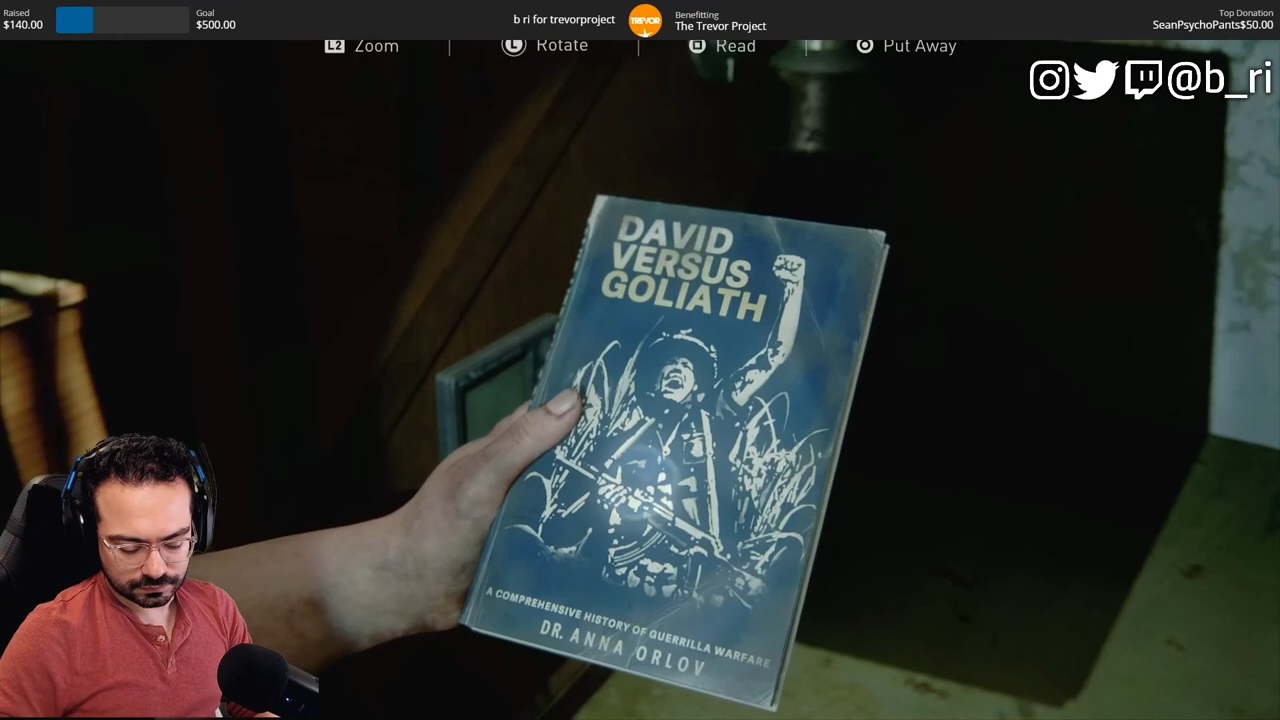 Raised
$140.00
Goal
$500.00
b ri for trevorproject
TREVOR
Benefitting
The Trevor Project
Top Donation
SeanPsychoPants$50.00
L2 Zoom
L Rotate
Read
Put Away
@b_ri
DAVID
VERSUS
GOLIATH
A COMPREHENSIVE HISTORY OF GUERRILLA WARFARE
DR. ANNA ORLOV